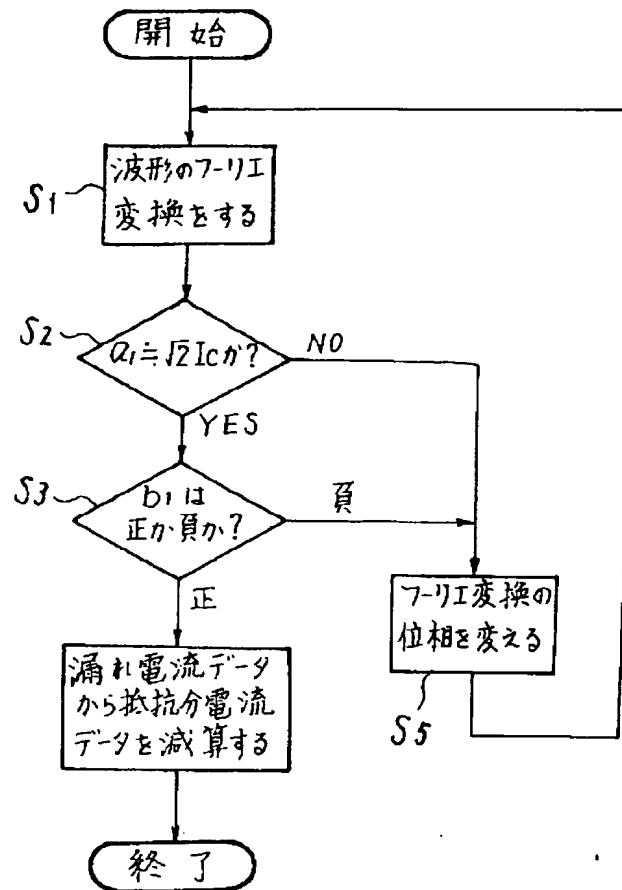 開始
波形のフーリエ
変換をする
S1
S2
a₁≒√2Icか?
NO
YES
S3
b₁は
正か負か?
負
正
フーリエ変換の
位相を変える
S5
漏れ電流データ
から抵抗分電流
データを減算する
終了